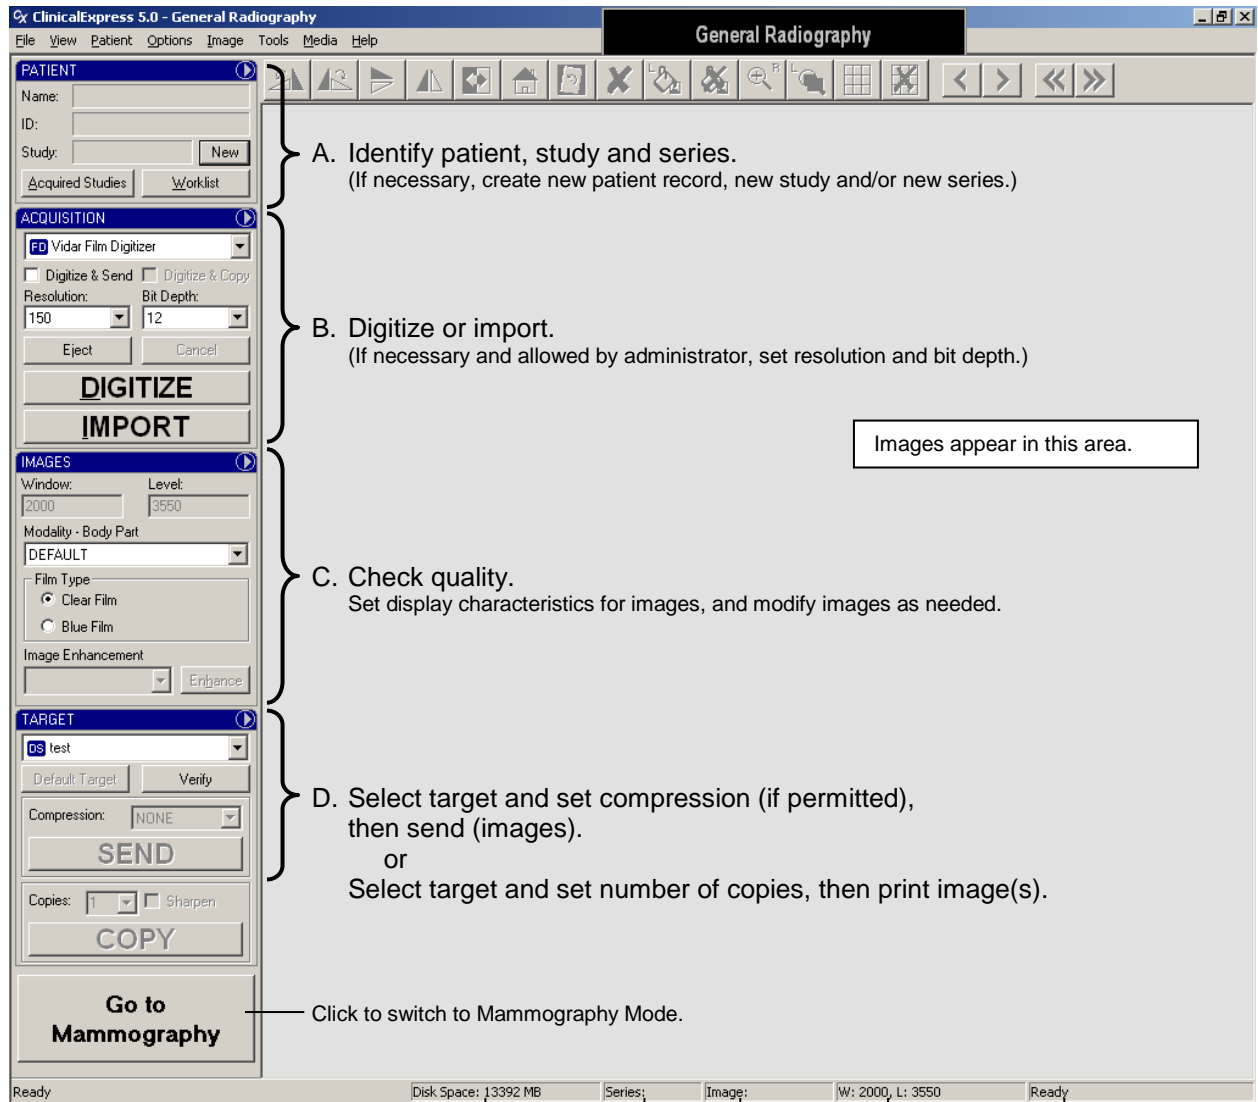 ClinicalExpress 5.0 - General Radiography
General Radiography
File View Patient Options Image Tools Media Help
PATIENT
Name:
ID:
Study: New
Acquired Studies Worklist
A. Identify patient, study and series.
(If necessary, create new patient record, new study and/or new series.)
ACQUISITION
FD Vidar Film Digitizer
Digitize & Send Digitize & Copy
Resolution: Bit Depth:
150 12
Eject Cancel
DIGITIZE
IMPORT
B. Digitize or import.
(If necessary and allowed by administrator, set resolution and bit depth.)
Images appear in this area.
IMAGES
Window: Level:
2000 3550
Modality - Body Part
DEFAULT
Film Type
Clear Film
Blue Film
Image Enhancement
Enhance
C. Check quality.
Set display characteristics for images, and modify images as needed.
TARGET
DS test
Default Target Verify
Compression: NONE
SEND
Copies: 1 Sharpen
COPY
D. Select target and set compression (if permitted),
then send (images).
or
Select target and set number of copies, then print image(s).
Go to
Mammography
Click to switch to Mammography Mode.
Ready Disk Space: 13392 MB Series: Image: W: 2000, L: 3550 Ready